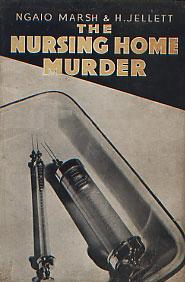 NGAIO MARSH & H. JELLETT
THE
NURSING HOME
MURDER